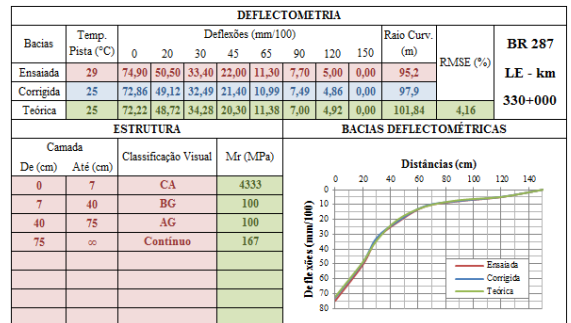 DEFLECTOMETRIA
Bacias Temp. Pista (°C) Deflexões (mm/100) Raio Curv. (m) RMSE (%) BR 287 LE - km 330+000
0 20 30 45 65 90 120 150
Ensaiada 29 74,90 50,50 33,40 22,00 11,30 7,70 5,00 0,00 95,2
Corrigida 25 72,86 49,12 32,49 21,40 10,99 7,49 4,86 0,00 97,9
Teórica 25 72,22 48,72 34,28 20,30 11,38 7,00 4,92 0,00 101,84 4,16
ESTRUTURA BACIAS DEFLECTOMÉTRICAS
Camada Classificação Visual Mr (MPa)
De (cm) Até (cm)
0 7 CA 4333
7 40 BG 100
40 75 AG 100
75 ∞ Contínuo 167
Distáncias (cm)
0 20 40 60 80 100 120 140
Deflexões (mm/100)
0
10
20
30
40
50
60
70
80
Ensaiada
Corrigida
Teórica